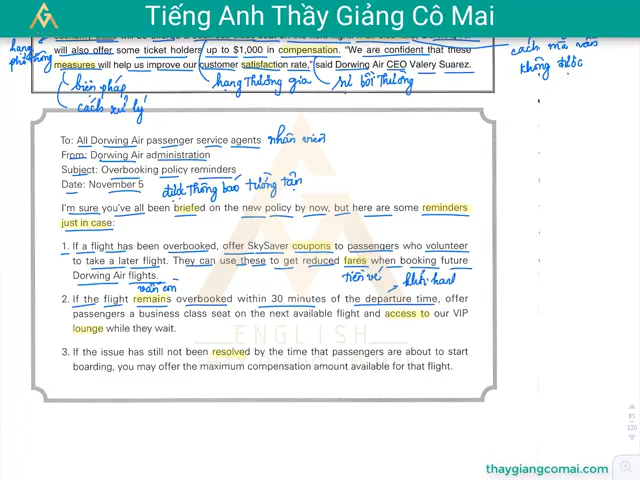 Tiếng Anh Thầy Giảng Cô Mai
will also offer some ticket holders up to $1,000 in compensation. "We are confident that these
measures will help us improve our customer satisfaction rate," said Dorwing Air CEO Valery Suarez.
hạng
phổ thông
cách mà vẫn
không được
biện pháp
cách xử lý
hạng thương gia
sự bồi thường
To: All Dorwing Air passenger service agents
nhân viên
From: Dorwing Air administration
Subject: Overbooking policy reminders
Date: November 5
được thông báo tường tận
I'm sure you've all been briefed on the new policy by now, but here are some reminders
just in case:
1. If a flight has been overbooked, offer SkySaver coupons to passengers who volunteer
to take a later flight. They can use these to get reduced fares when booking future
Dorwing Air flights.
tiền vé
khởi hành
vẫn còn
2. If the flight remains overbooked within 30 minutes of the departure time, offer
passengers a business class seat on the next available flight and access to our VIP
lounge while they wait.
ENGLISH
3. If the issue has still not been resolved by the time that passengers are about to start
boarding, you may offer the maximum compensation amount available for that flight.
85
220
thaygiangcomai.com